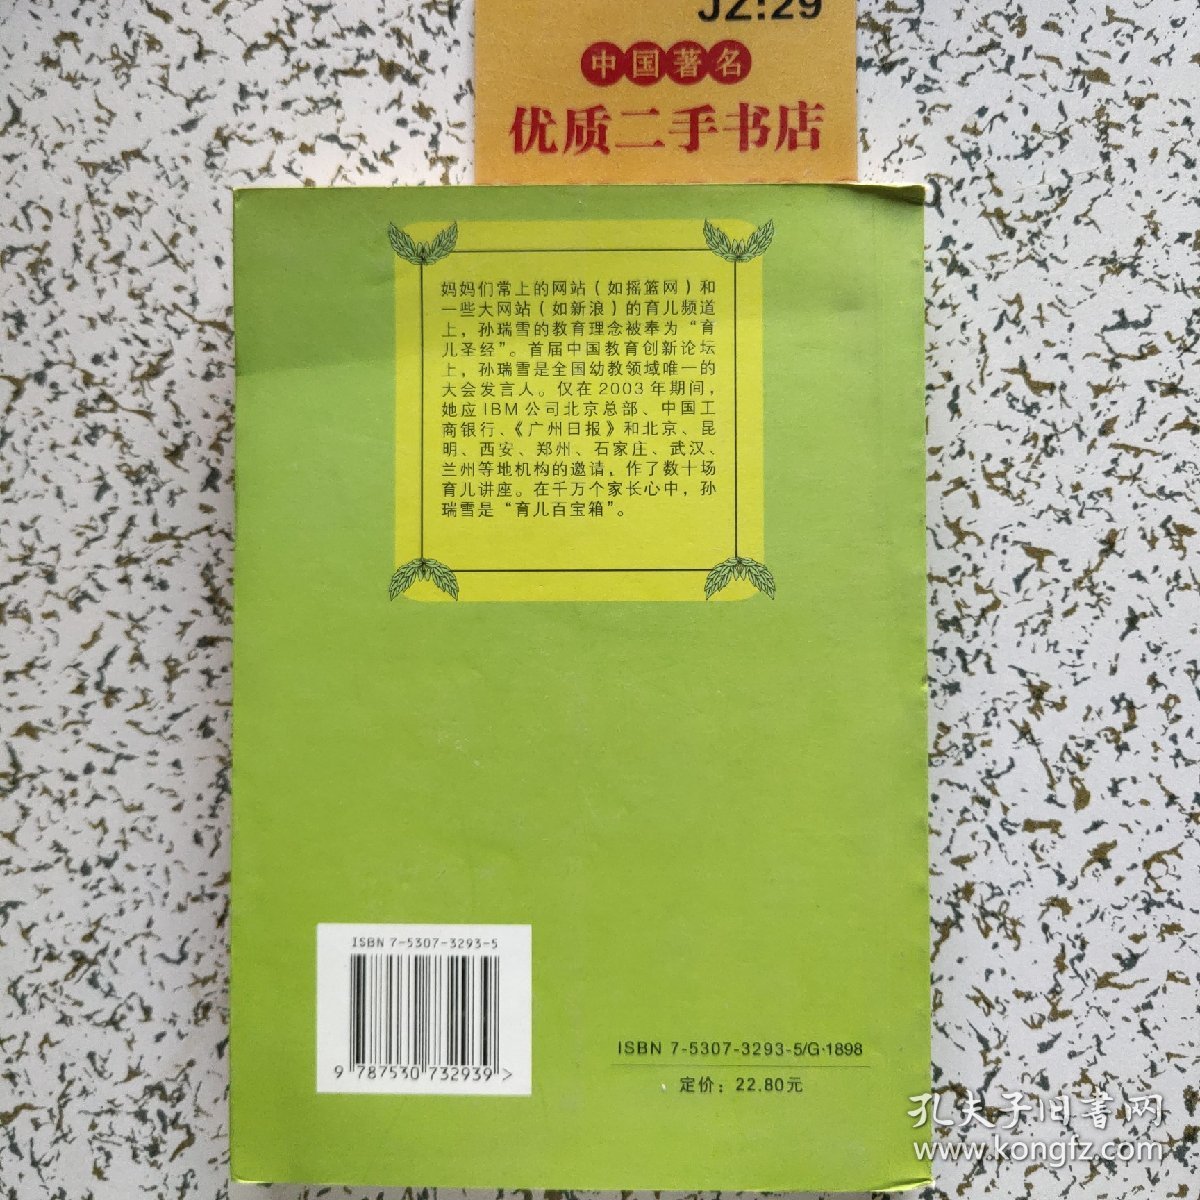 JZ:29
中国著名
优质二手书店
妈妈们常上的网站（如摇篮网）和
一些大网站（如新浪）的育儿频道
上，孙瑞雪的教育理念被奉为“育
儿圣经”。首届中国教育创新论坛
上，孙瑞雪是全国幼教领域唯一的
大会发言人。仅在2003年期间，
她应IBM公司北京总部、中国工
商银行、《广州日报》和北京、昆
明、西安、郑州、石家庄、武汉、
兰州等地机构的邀请，作了数十场
育儿讲座。在千万个家长心中，孙
瑞雪是“育儿百宝箱”。
ISBN 7-5307-3293-5
9 787530 732939 >
ISBN 7-5307-3293-5/G·1898
定价：22.80元
孔夫子旧书网
www.kongfz.com